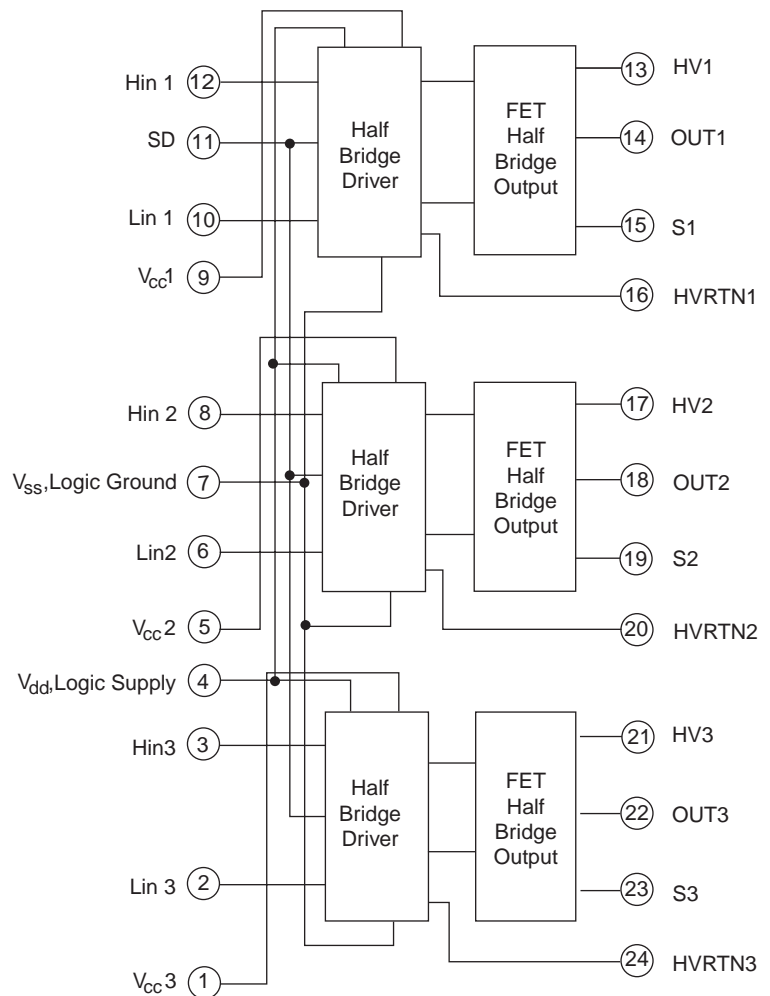 Hin 1 12
SD 11
Lin 1 10
Vcc1 9
Half
Bridge
Driver
FET
Half
Bridge
Output
13 HV1
14 OUT1
15 S1
16 HVRTN1
Hin 2 8
Vss,Logic Ground 7
Lin2 6
Vcc2 5
Half
Bridge
Driver
FET
Half
Bridge
Output
17 HV2
18 OUT2
19 S2
20 HVRTN2
Vdd,Logic Supply 4
Hin3 3
Lin 3 2
Vcc3 1
Half
Bridge
Driver
FET
Half
Bridge
Output
21 HV3
22 OUT3
23 S3
24 HVRTN3